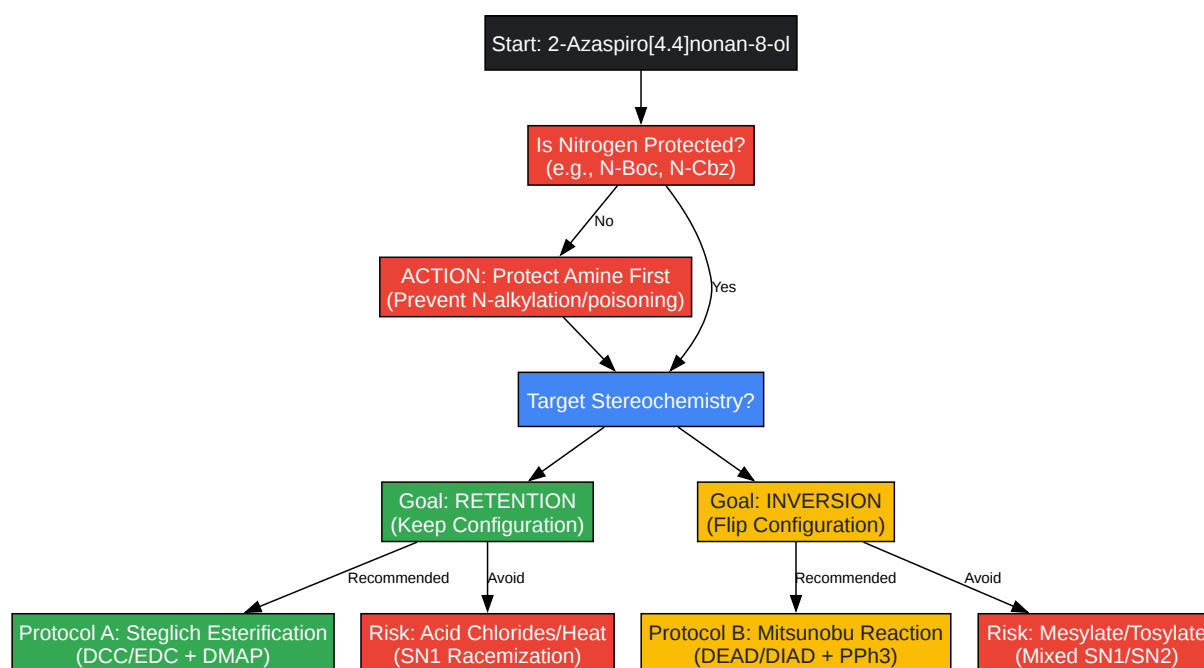 Start: 2-Azaspiro[4.4]nonan-8-ol
Is Nitrogen Protected?
(e.g., N-Boc, N-Cbz)
No
ACTION: Protect Amine First
(Prevent N-alkylation/poisoning)
Yes
Target Stereochemistry?
Goal: RETENTION
(Keep Configuration)
Goal: INVERSION
(Flip Configuration)
Recommended
Avoid
Recommended
Avoid
Protocol A: Steglich Esterification
(DCC/EDC + DMAP)
Risk: Acid Chlorides/Heat
(SN1 Racemization)
Protocol B: Mitsunobu Reaction
(DEAD/DIAD + PPh3)
Risk: Mesylate/Tosylate
(Mixed SN1/SN2)